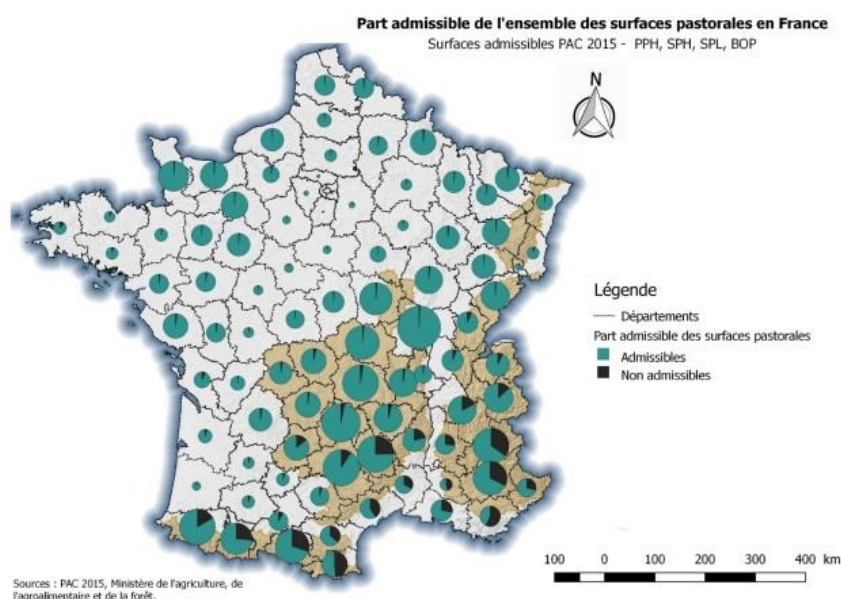 Part admissible de l'ensemble des surfaces pastorales en France
Surfaces admissibles PAC 2015 - PPH, SPH, SPL, BOP
N
Légende
Départements
Part admissible des surfaces pastorales
Admissibles
Non admissibles
100 0 100 200 300 400 km
Sources : PAC 2015, Ministère de l'agriculture, de
l'agroalimentaire et de la forêt.